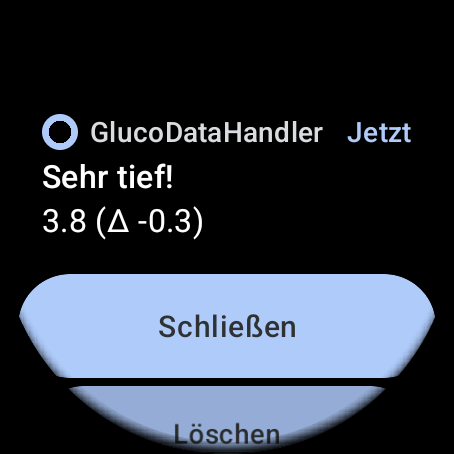 GlucoDataHandler Jetzt
Sehr tief!
3.8 (Δ -0.3)
Schließen
Löschen